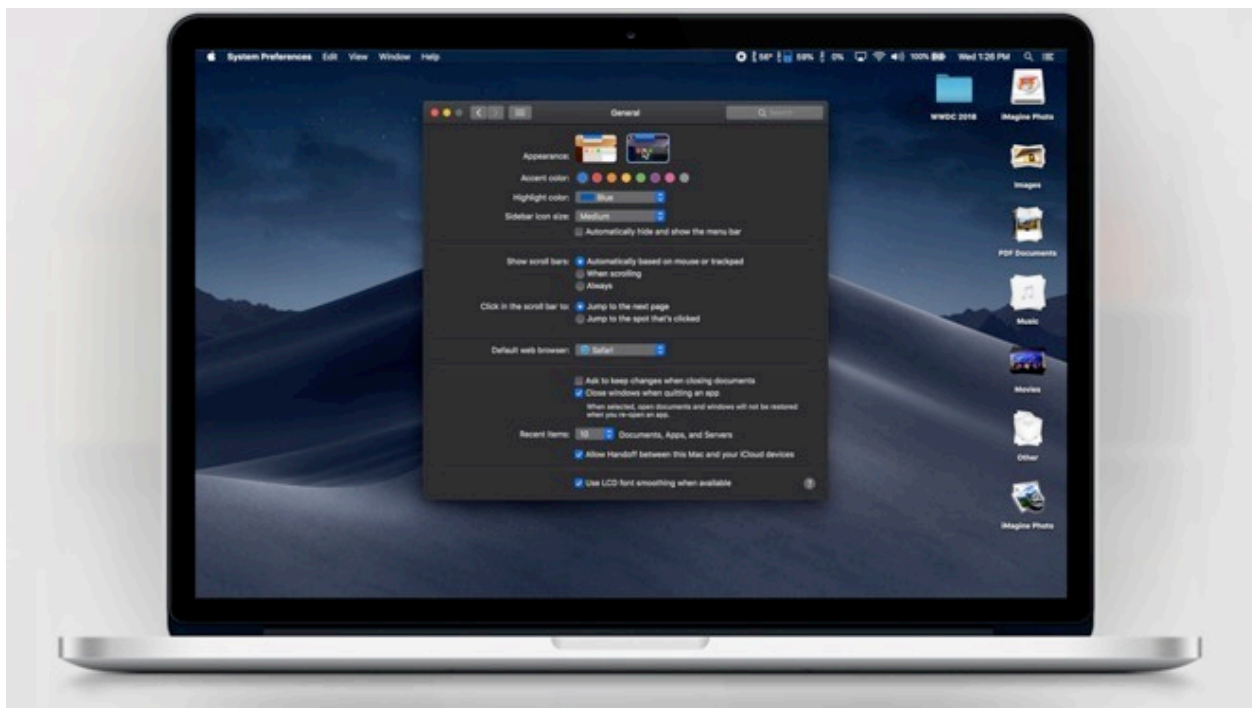 System Preferences Edit View Window Help
56° 59% 0% 100% Wed 1:26 PM
General
Search
Appearance:
Accent color:
Highlight color: Blue
Sidebar icon size: Medium
Automatically hide and show the menu bar
Show scroll bars: Automatically based on mouse or trackpad
When scrolling
Always
Click in the scroll bar to: Jump to the next page
Jump to the spot that's clicked
Default web browser: Safari
Ask to keep changes when closing documents
Close windows when quitting an app
When selected, open documents and windows will not be restored
when you re-open an app.
Recent items: 10 Documents, Apps, and Servers
Allow Handoff between this Mac and your iCloud devices
Use LCD font smoothing when available
?
WWDC 2018
iMagine Photo
Images
PDF Documents
Music
Movies
Other
iMagine Photo